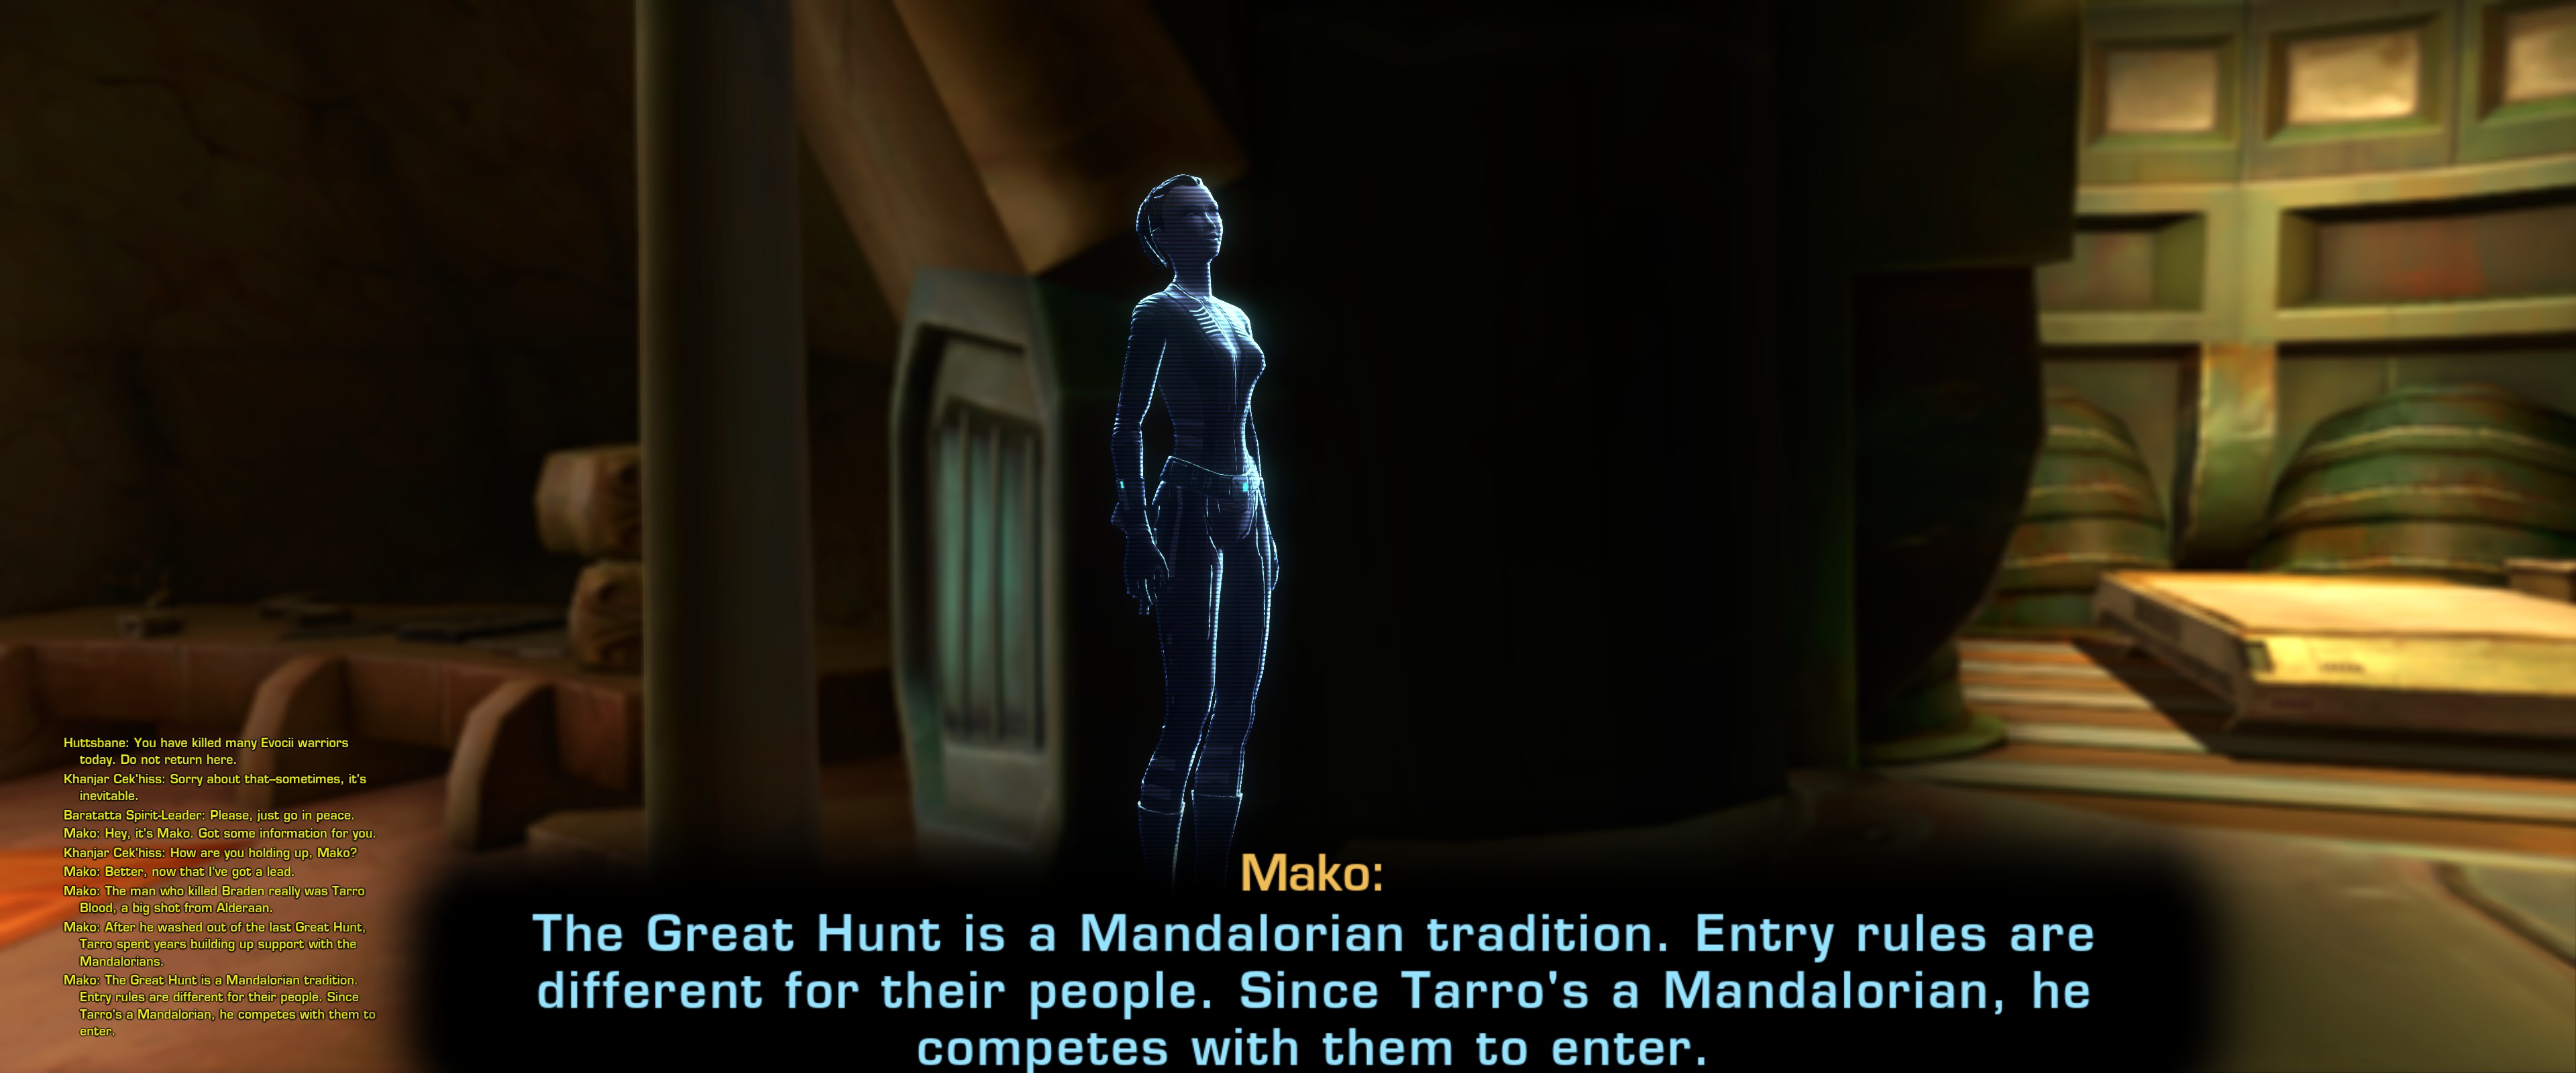 Huttsbane: You have killed many Evocii warriors
today. Do not return here.
Khanjar Cek'hiss: Sorry about that–sometimes, it's
inevitable.
Baratatta Spirit-Leader: Please, just go in peace.
Mako: Hey, it's Mako. Got some information for you.
Khanjar Cek'hiss: How are you holding up, Mako?
Mako: Better, now that I've got a lead.
Mako: The man who killed Braden really was Tarro
Blood, a big shot from Alderaan.
Mako: After he washed out of the last Great Hunt,
Tarro spent years building up support with the
Mandalorians.
Mako: The Great Hunt is a Mandalorian tradition.
Entry rules are different for their people. Since
Tarro's a Mandalorian, he competes with them to
enter.
Mako:
The Great Hunt is a Mandalorian tradition. Entry rules are
different for their people. Since Tarro's a Mandalorian, he
competes with them to enter.